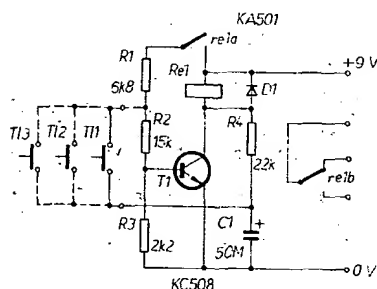 KA501
re1a
+9 V
R1
Re1
6k8
D1
R2
R4
Tl3
Tl2
Tl1
15k
22k
T1
re1b
R3
C1
+
2k2
50M
0 V
KC508